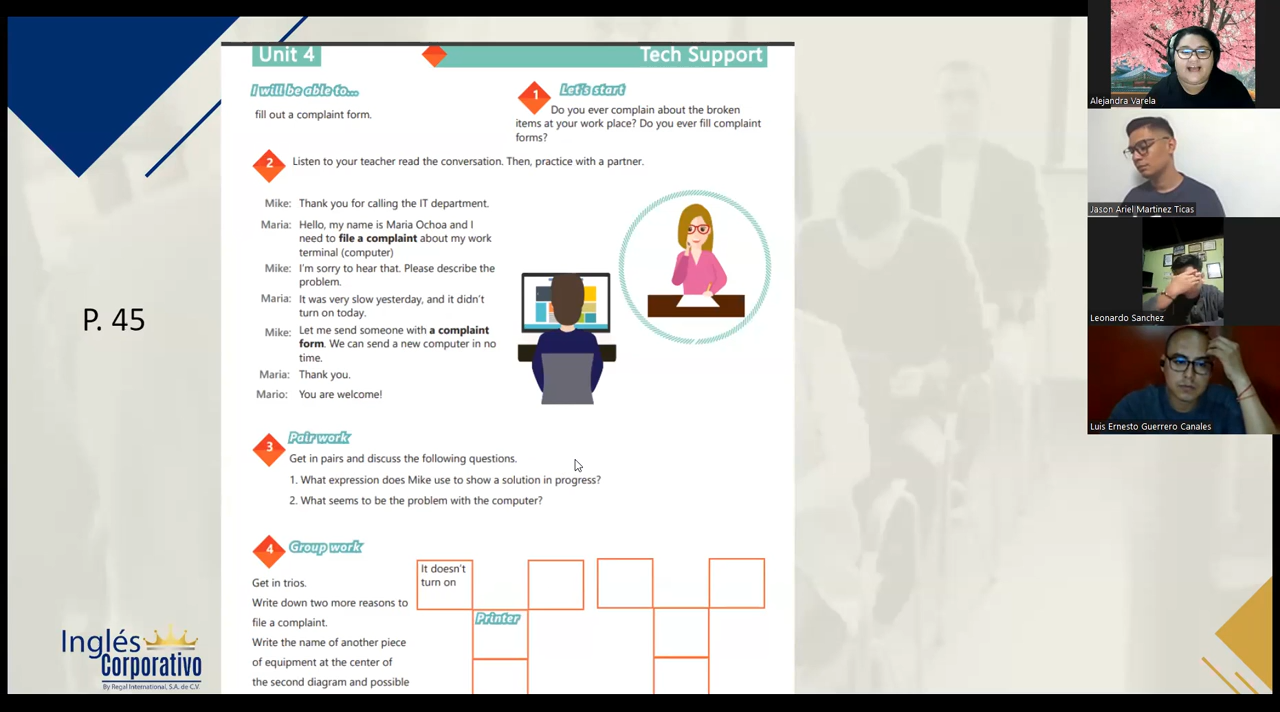 Unit 4
Tech Support
I will be able to...
fill out a complaint form.
1
Let's start
Do you ever complain about the broken
items at your work place? Do you ever fill complaint
forms?
2
Listen to your teacher read the conversation. Then, practice with a partner.
Mike: Thank you for calling the IT department.
Maria: Hello, my name is Maria Ochoa and I
need to file a complaint about my work
terminal (computer)
Mike: I'm sorry to hear that. Please describe the
problem.
Maria: It was very slow yesterday, and it didn't
turn on today.
Mike: Let me send someone with a complaint
form. We can send a new computer in no
time.
Maria: Thank you.
Mario: You are welcome!
P. 45
3
Pair work
Get in pairs and discuss the following questions.
1. What expression does Mike use to show a solution in progress?
2. What seems to be the problem with the computer?
4
Group work
Get in trios.
Write down two more reasons to
file a complaint.
Write the name of another piece
of equipment at the center of
the second diagram and possible
It doesn't
turn on
Printer
Inglés
Corporativo
By Regal International, S.A. de C.V.
Alejandra Varela
Jason Ariel Martinez Ticas
Leonardo Sanchez
Luis Ernesto Guerrero Canales